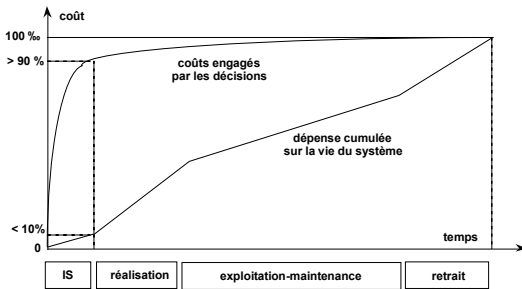 coût
100 ‰
> 90 %
coûts engagés
par les décisions
dépense cumulée
sur la vie du système
< 10%
0
temps
IS
réalisation
exploitation-maintenance
retrait